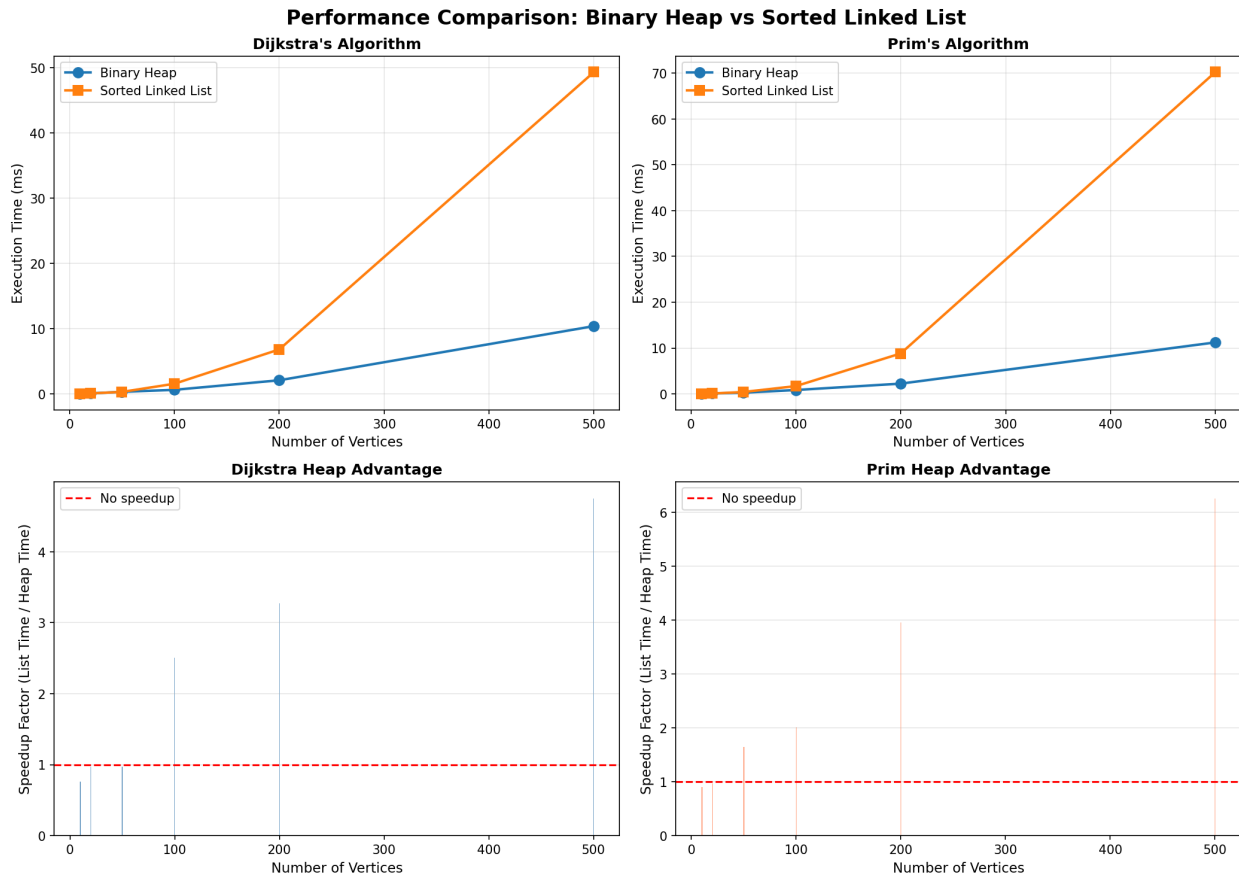 Performance Comparison: Binary Heap vs Sorted Linked List
Dijkstra's Algorithm
Binary Heap
Sorted Linked List
Execution Time (ms)
50
40
30
20
10
0
0 100 200 300 400 500
Number of Vertices
Prim's Algorithm
Binary Heap
Sorted Linked List
Execution Time (ms)
70
60
50
40
30
20
10
0
0 100 200 300 400 500
Number of Vertices
Dijkstra Heap Advantage
No speedup
Speedup Factor (List Time / Heap Time)
4
3
2
1
0
0 100 200 300 400 500
Number of Vertices
Prim Heap Advantage
No speedup
Speedup Factor (List Time / Heap Time)
6
5
4
3
2
1
0
0 100 200 300 400 500
Number of Vertices